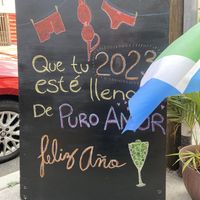 Que tu 2023
esté lleno
De PURO AMOR
feliz Año